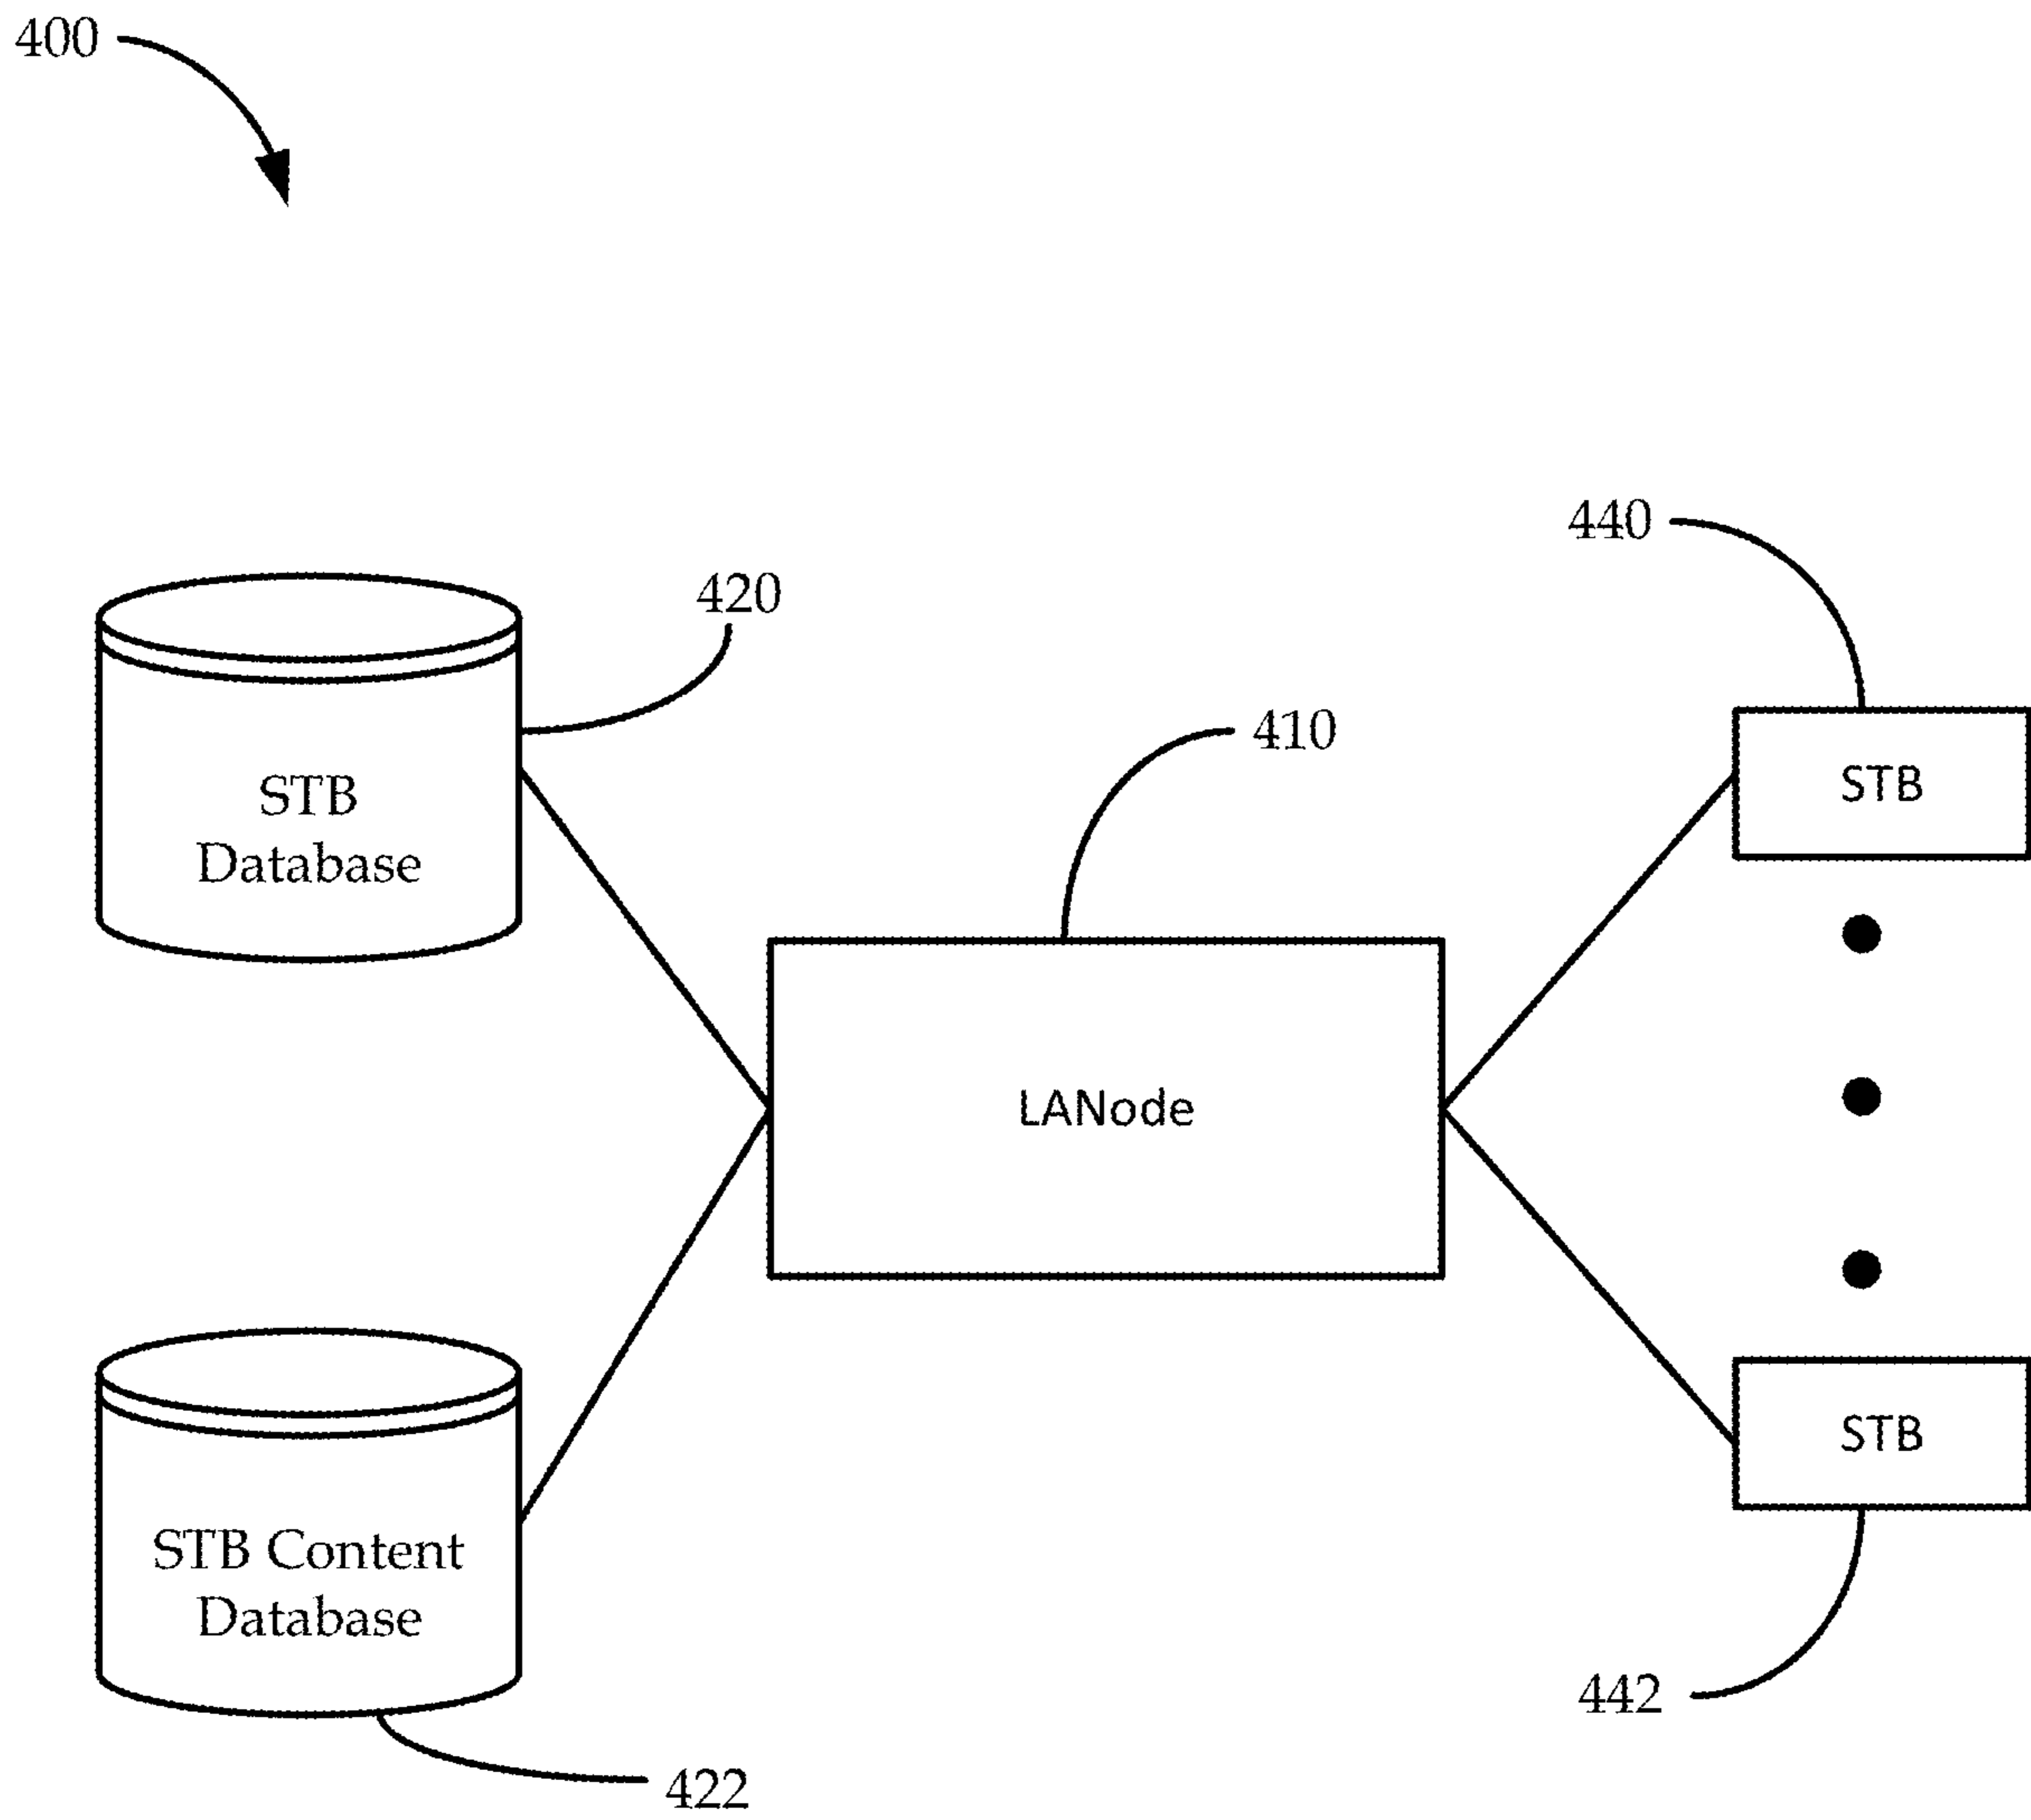 400
440
420
410
STB
STB
Database
LANode
STB
STB Content
Database
442
422